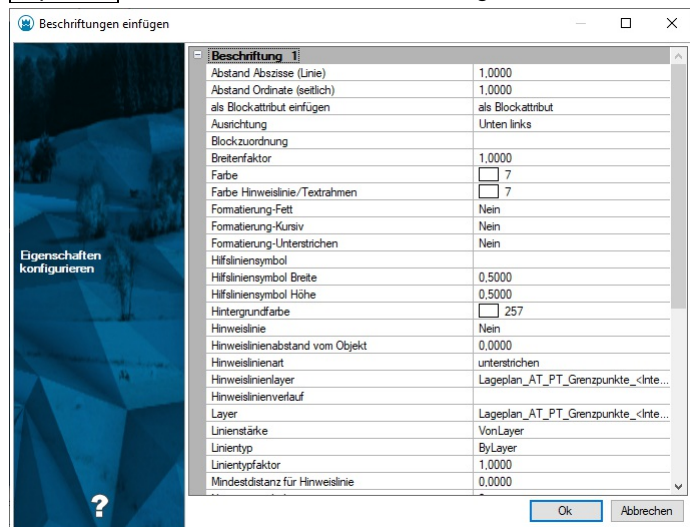 Beschriftungen einfügen
Beschriftung 1
Abstand Abszisse (Linie) 1,0000
Abstand Ordinate (seitlich) 1,0000
als Blockattribut einfügen als Blockattribut
Ausrichtung Unten links
Blockzuordnung
Breitenfaktor 1,0000
Farbe 7
Farbe Hinweislinie/Textrahmen 7
Formatierung-Fett Nein
Formatierung-Kursiv Nein
Formatierung-Unterstrichen Nein
Hilfsliniensymbol
Hilfsliniensymbol Breite 0,5000
Hilfsliniensymbol Höhe 0,5000
Hintergrundfarbe 257
Hinweislinie Nein
Hinweislinienabstand vom Objekt 0,0000
Hinweislinienart unterstrichen
Hinweislinienlayer Lageplan_AT_PT_Grenzpunkte_<Inte...
Hinweislinienverlauf
Layer Lageplan_AT_PT_Grenzpunkte_<Inte...
Linienstärke VonLayer
Linientyp ByLayer
Linientypfaktor 1,0000
Mindestdistanz für Hinweislinie 0,0000
Eigenschaften
konfigurieren
?
Ok Abbrechen